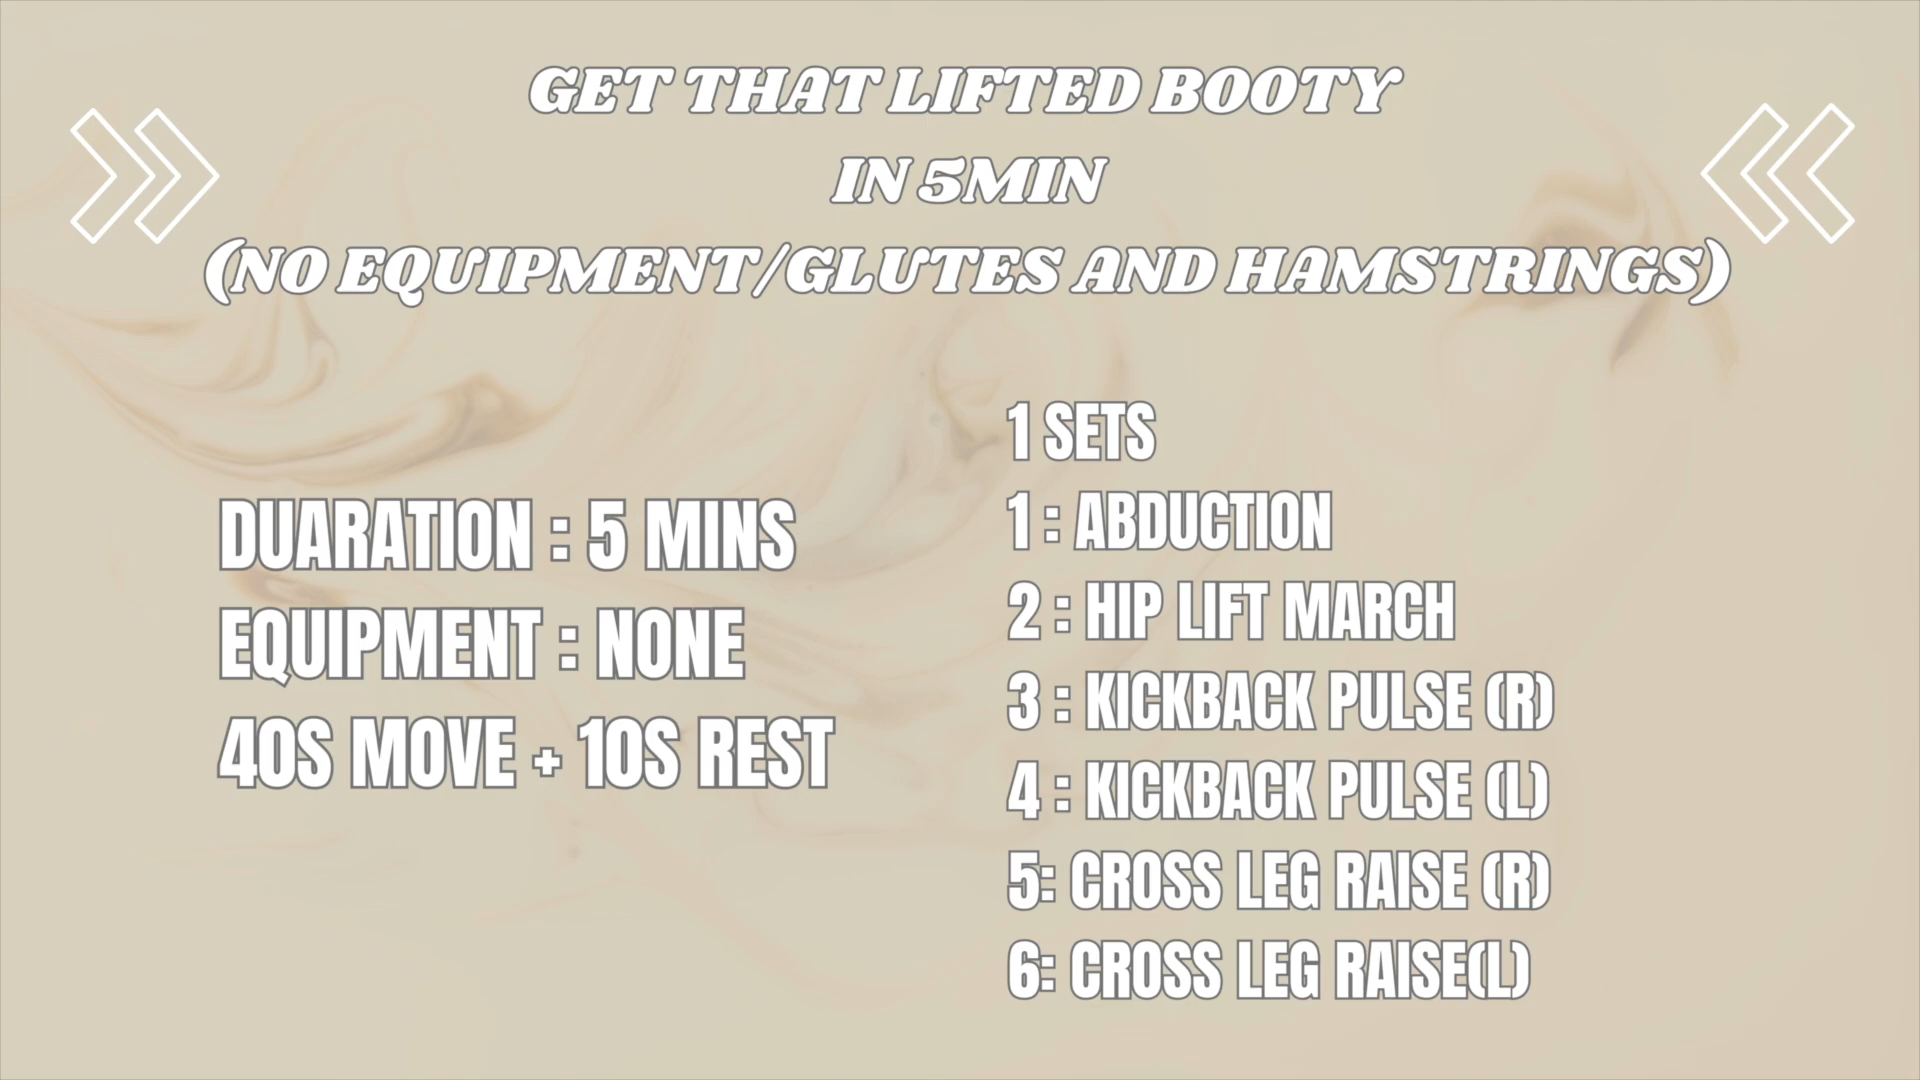 GET THAT LIFTED BOOTY
IN 5MIN
(NO EQUIPMENT/GLUTES AND HAMSTRINGS)
DUARATION : 5 MINS
EQUIPMENT : NONE
40S MOVE + 10S REST
1 SETS
1 : ABDUCTION
2 : HIP LIFT MARCH
3 : KICKBACK PULSE (R)
4 : KICKBACK PULSE (L)
5: CROSS LEG RAISE (R)
6: CROSS LEG RAISE(L)